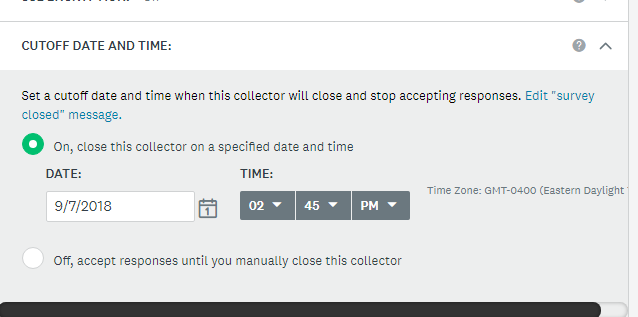 CUTOFF DATE AND TIME:
Set a cutoff date and time when this collector will close and stop accepting responses. Edit "survey
closed" message.
On, close this collector on a specified date and time
DATE: TIME:
9/7/2018 1 02 45 PM Time Zone: GMT-0400 (Eastern Daylight
Off, accept responses until you manually close this collector